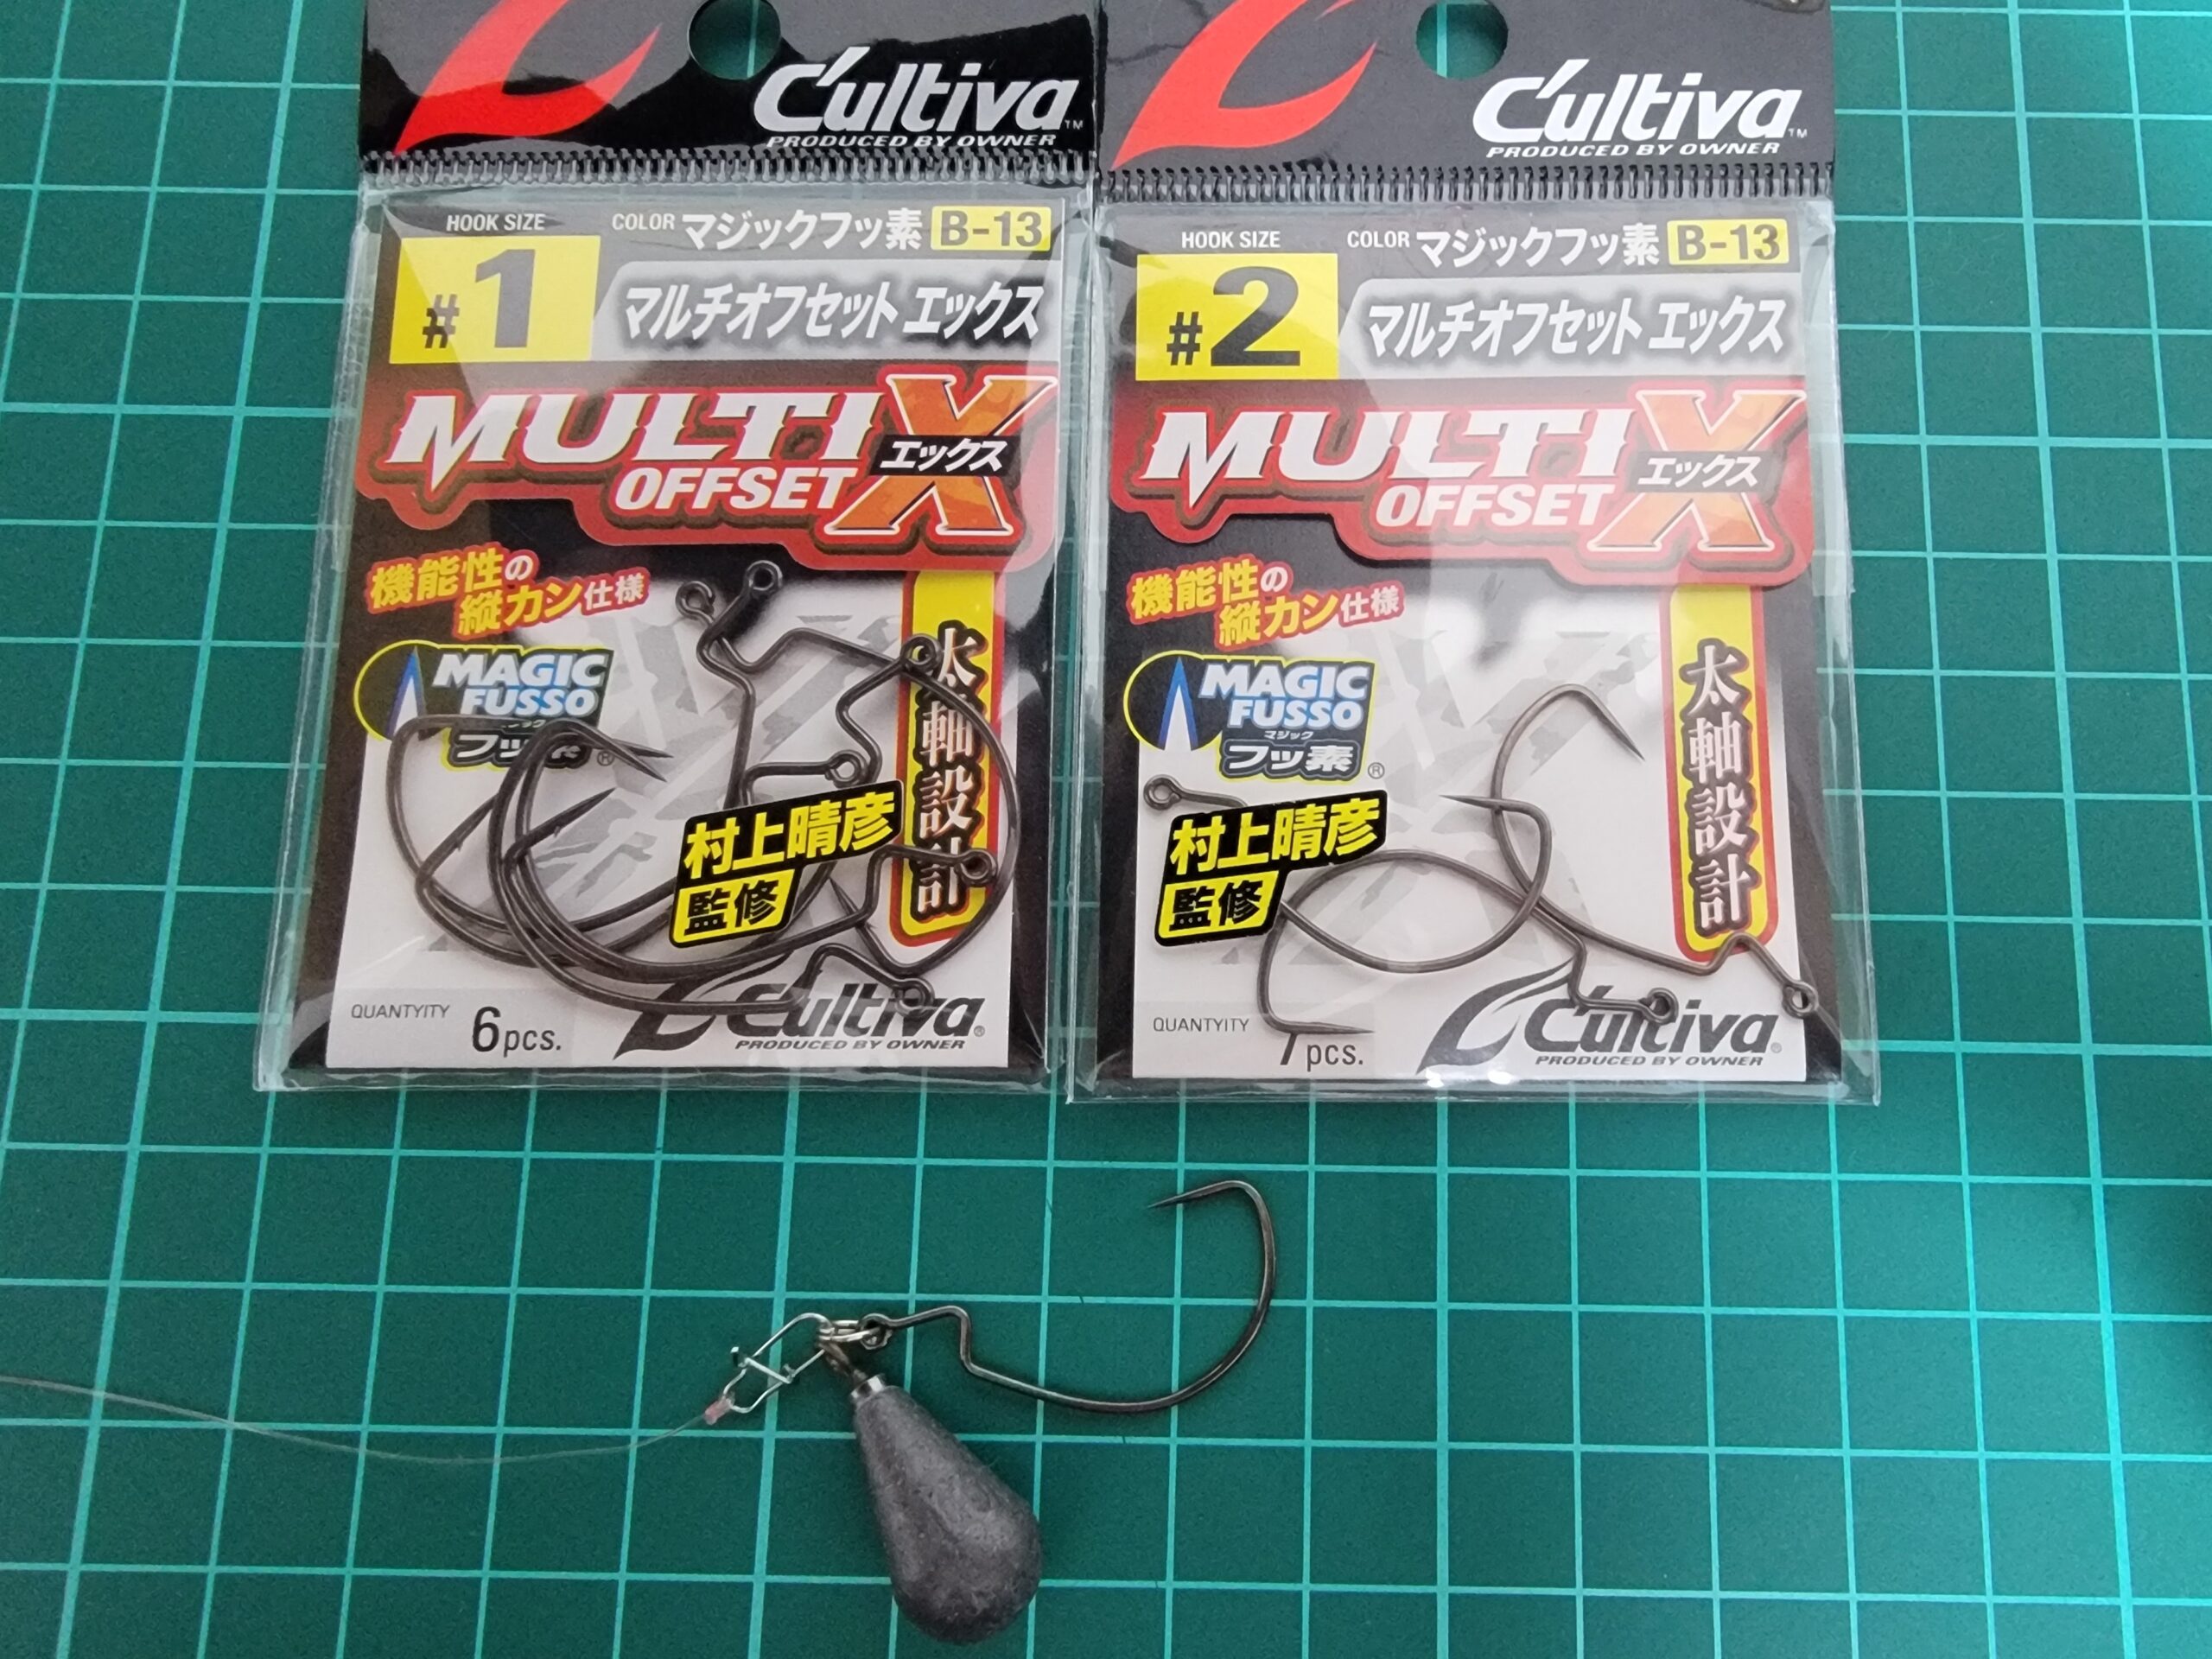 C'ultiva™
PRODUCED BY OWNER
HOOK SIZE
#1
COLOR マジックフッ素 B-13
マルチオフセット エックス
MULTI
OFFSET
X
エックス
機能性の
縦カン仕様
MAGIC
FUSSO
フッ素®
太軸設計
村上晴彦
監修
QUANTYITY
6pcs.
C'ultiva®
PRODUCED BY OWNER
C'ultiva™
PRODUCED BY OWNER
HOOK SIZE
#2
COLOR マジックフッ素 B-13
マルチオフセット エックス
MULTI
OFFSET
X
エックス
機能性の
縦カン仕様
MAGIC
FUSSO
マジック
フッ素®
太軸設計
村上晴彦
監修
QUANTYITY
7pcs.
C'ultiva®
PRODUCED BY OWNER